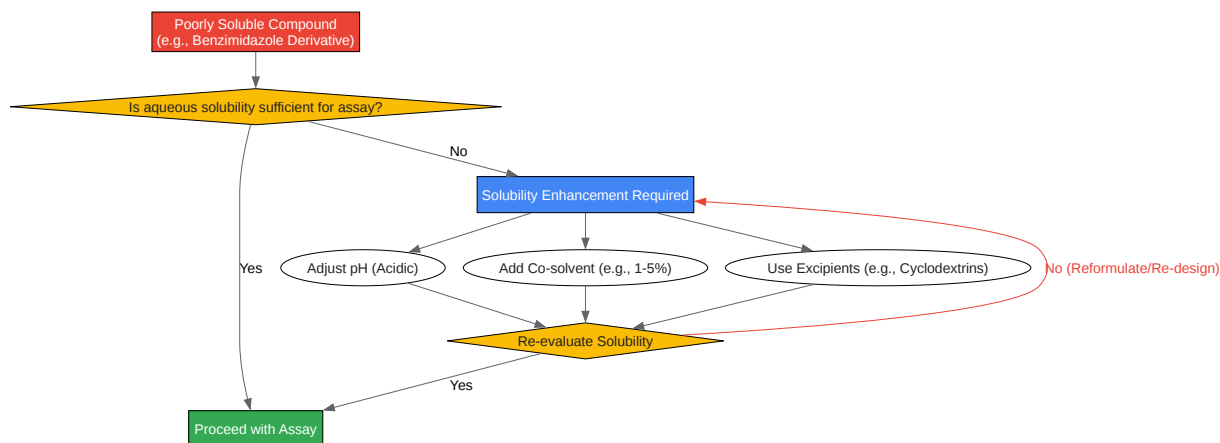 Poorly Soluble Compound
(e.g., Benzimidazole Derivative)
Is aqueous solubility sufficient for assay?
No
Solubility Enhancement Required
Yes
Adjust pH (Acidic)
Add Co-solvent (e.g., 1-5%)
Use Excipients (e.g., Cyclodextrins)
No (Reformulate/Re-design)
Re-evaluate Solubility
Yes
Proceed with Assay